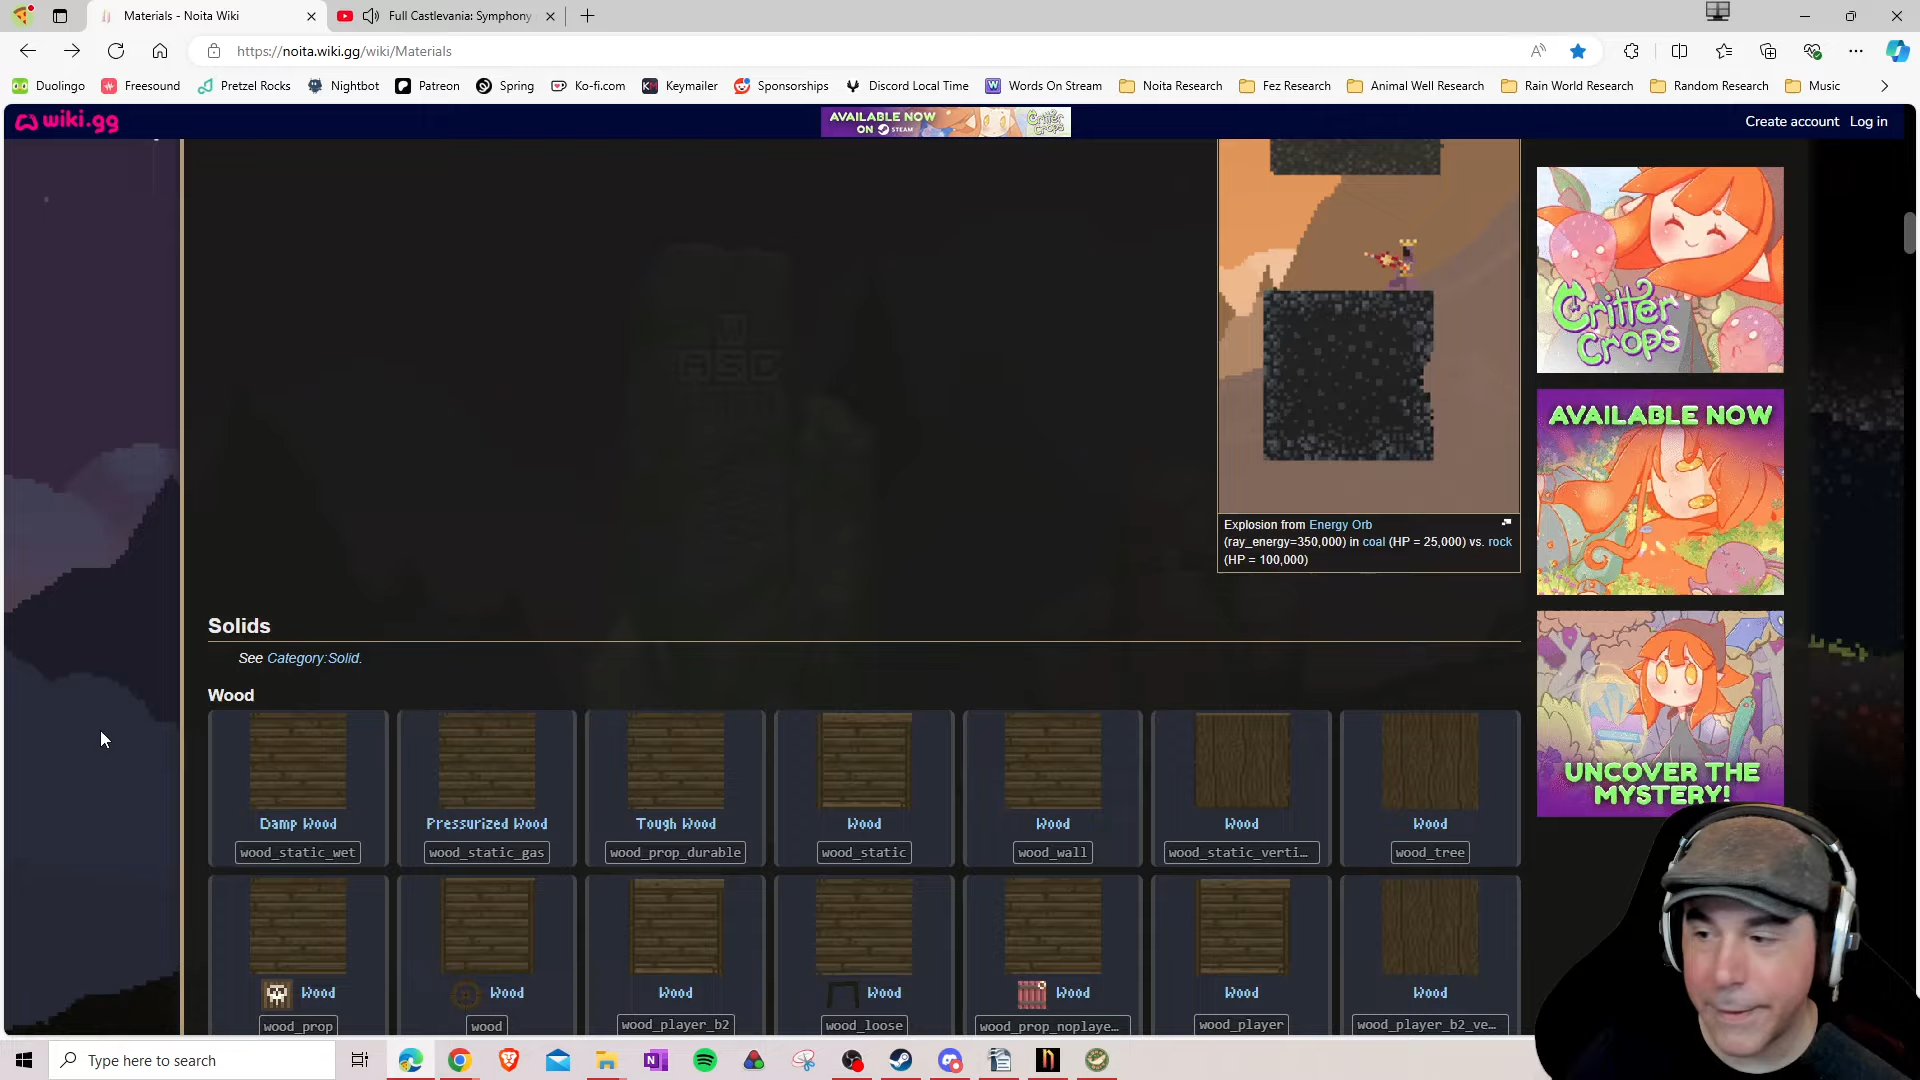 Materials - Noita Wiki
Full Castlevania: Symphony
https://noita.wiki.gg/wiki/Materials
Duolingo
Freesound
Pretzel Rocks
Nightbot
Patreon
Spring
Ko-fi.com
Keymailer
Sponsorships
Discord Local Time
Words On Stream
Noita Research
Fez Research
Animal Well Research
Rain World Research
Random Research
Music
wiki.gg
AVAILABLE NOW
ON STEAM
Critter Crops
Create account
Log in
Critter Crops
AVAILABLE NOW
UNCOVER THE
MYSTERY!
Explosion from Energy Orb
(ray_energy=350,000) in coal (HP = 25,000) vs. rock
(HP = 100,000)
Solids
See Category:Solid.
Wood
Damp Wood
Pressurized Wood
Tough Wood
Wood
Wood
Wood
Wood
wood_static_wet
wood_static_gas
wood_prop_durable
wood_static
wood_wall
wood_static_verti...
wood_tree
Wood
Wood
Wood
Wood
Wood
Wood
Wood
wood_prop
wood
wood_player_b2
wood_loose
wood_prop_noplaye...
wood_player
wood_player_b2_ve...
Type here to search